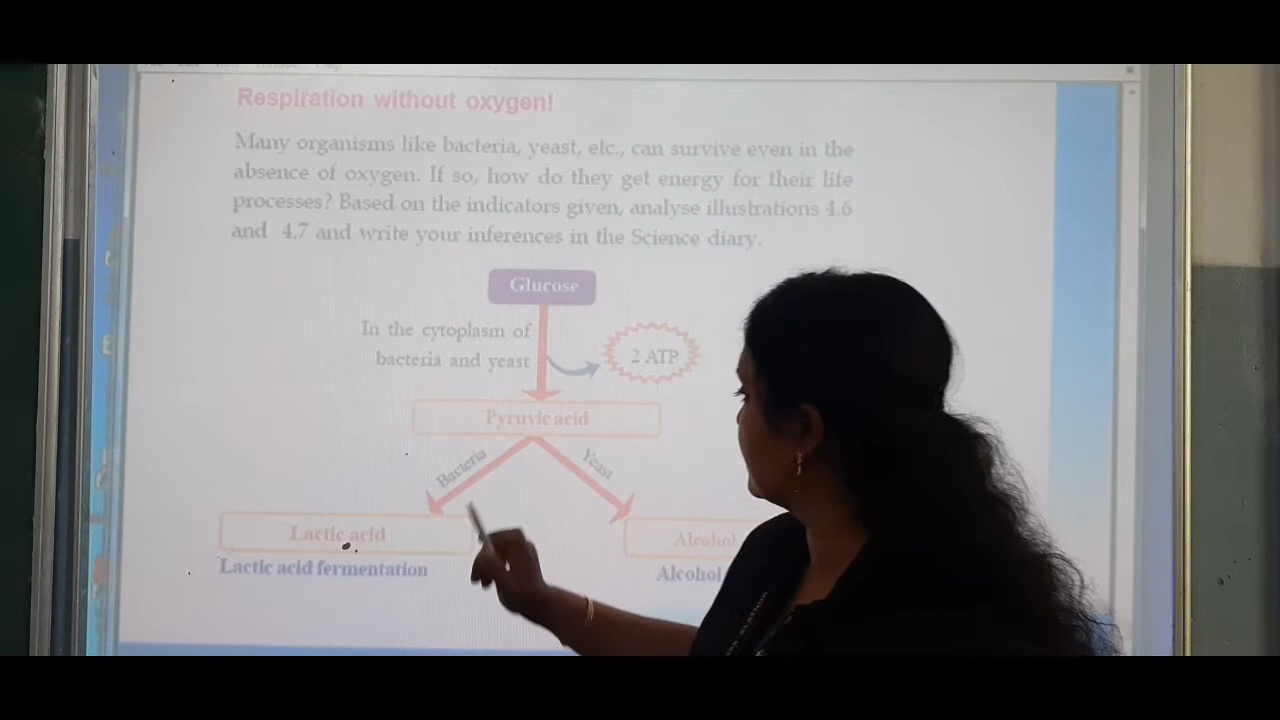 Respiration without oxygen!
Many organisms like bacteria, yeast, etc., can survive even in the
absence of oxygen. If so, how do they get energy for their life
processes? Based on the indicators given, analyse illustrations 4.6
and 4.7 and write your inferences in the Science diary.
Glucose
In the cytoplasm of
bacteria and yeast
2 ATP
Pyruvic acid
Bacteria
Yeast
Lactic acid
Alcohol
Lactic acid fermentation
Alcohol